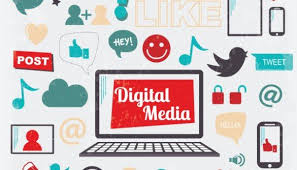 LIKE
HEY!
POST
TWEET
Digital
Media
@
HELLO
@